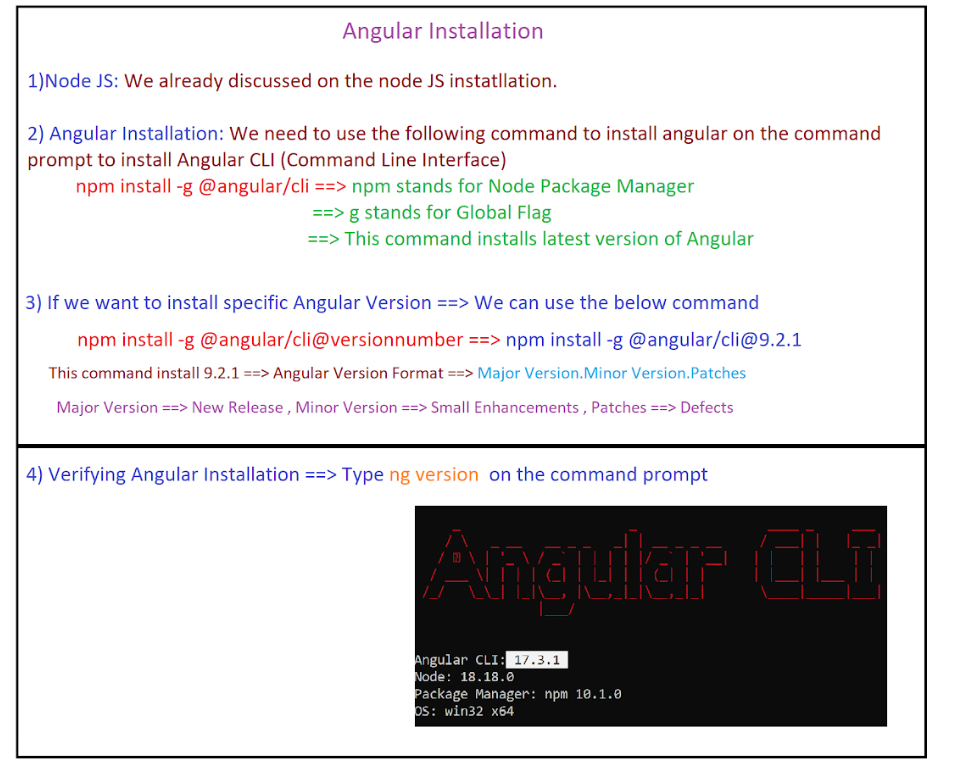 Angular Installation
1)Node JS: We already discussed on the node JS instatllation.
2) Angular Installation: We need to use the following command to install angular on the command
prompt to install Angular CLI (Command Line Interface)
npm install -g @angular/cli ==> npm stands for Node Package Manager
==> g stands for Global Flag
==> This command installs latest version of Angular
3) If we want to install specific Angular Version ==> We can use the below command
npm install -g @angular/cli@versionnumber ==> npm install -g @angular/cli@9.2.1
This command install 9.2.1 ==> Angular Version Format ==> Major Version.Minor Version.Patches
Major Version ==> New Release , Minor Version ==> Small Enhancements , Patches ==> Defects
4) Verifying Angular Installation ==> Type ng version on the command prompt
Angular CLI
Angular CLI: 17.3.1
Node: 18.18.0
Package Manager: npm 10.1.0
OS: win32 x64